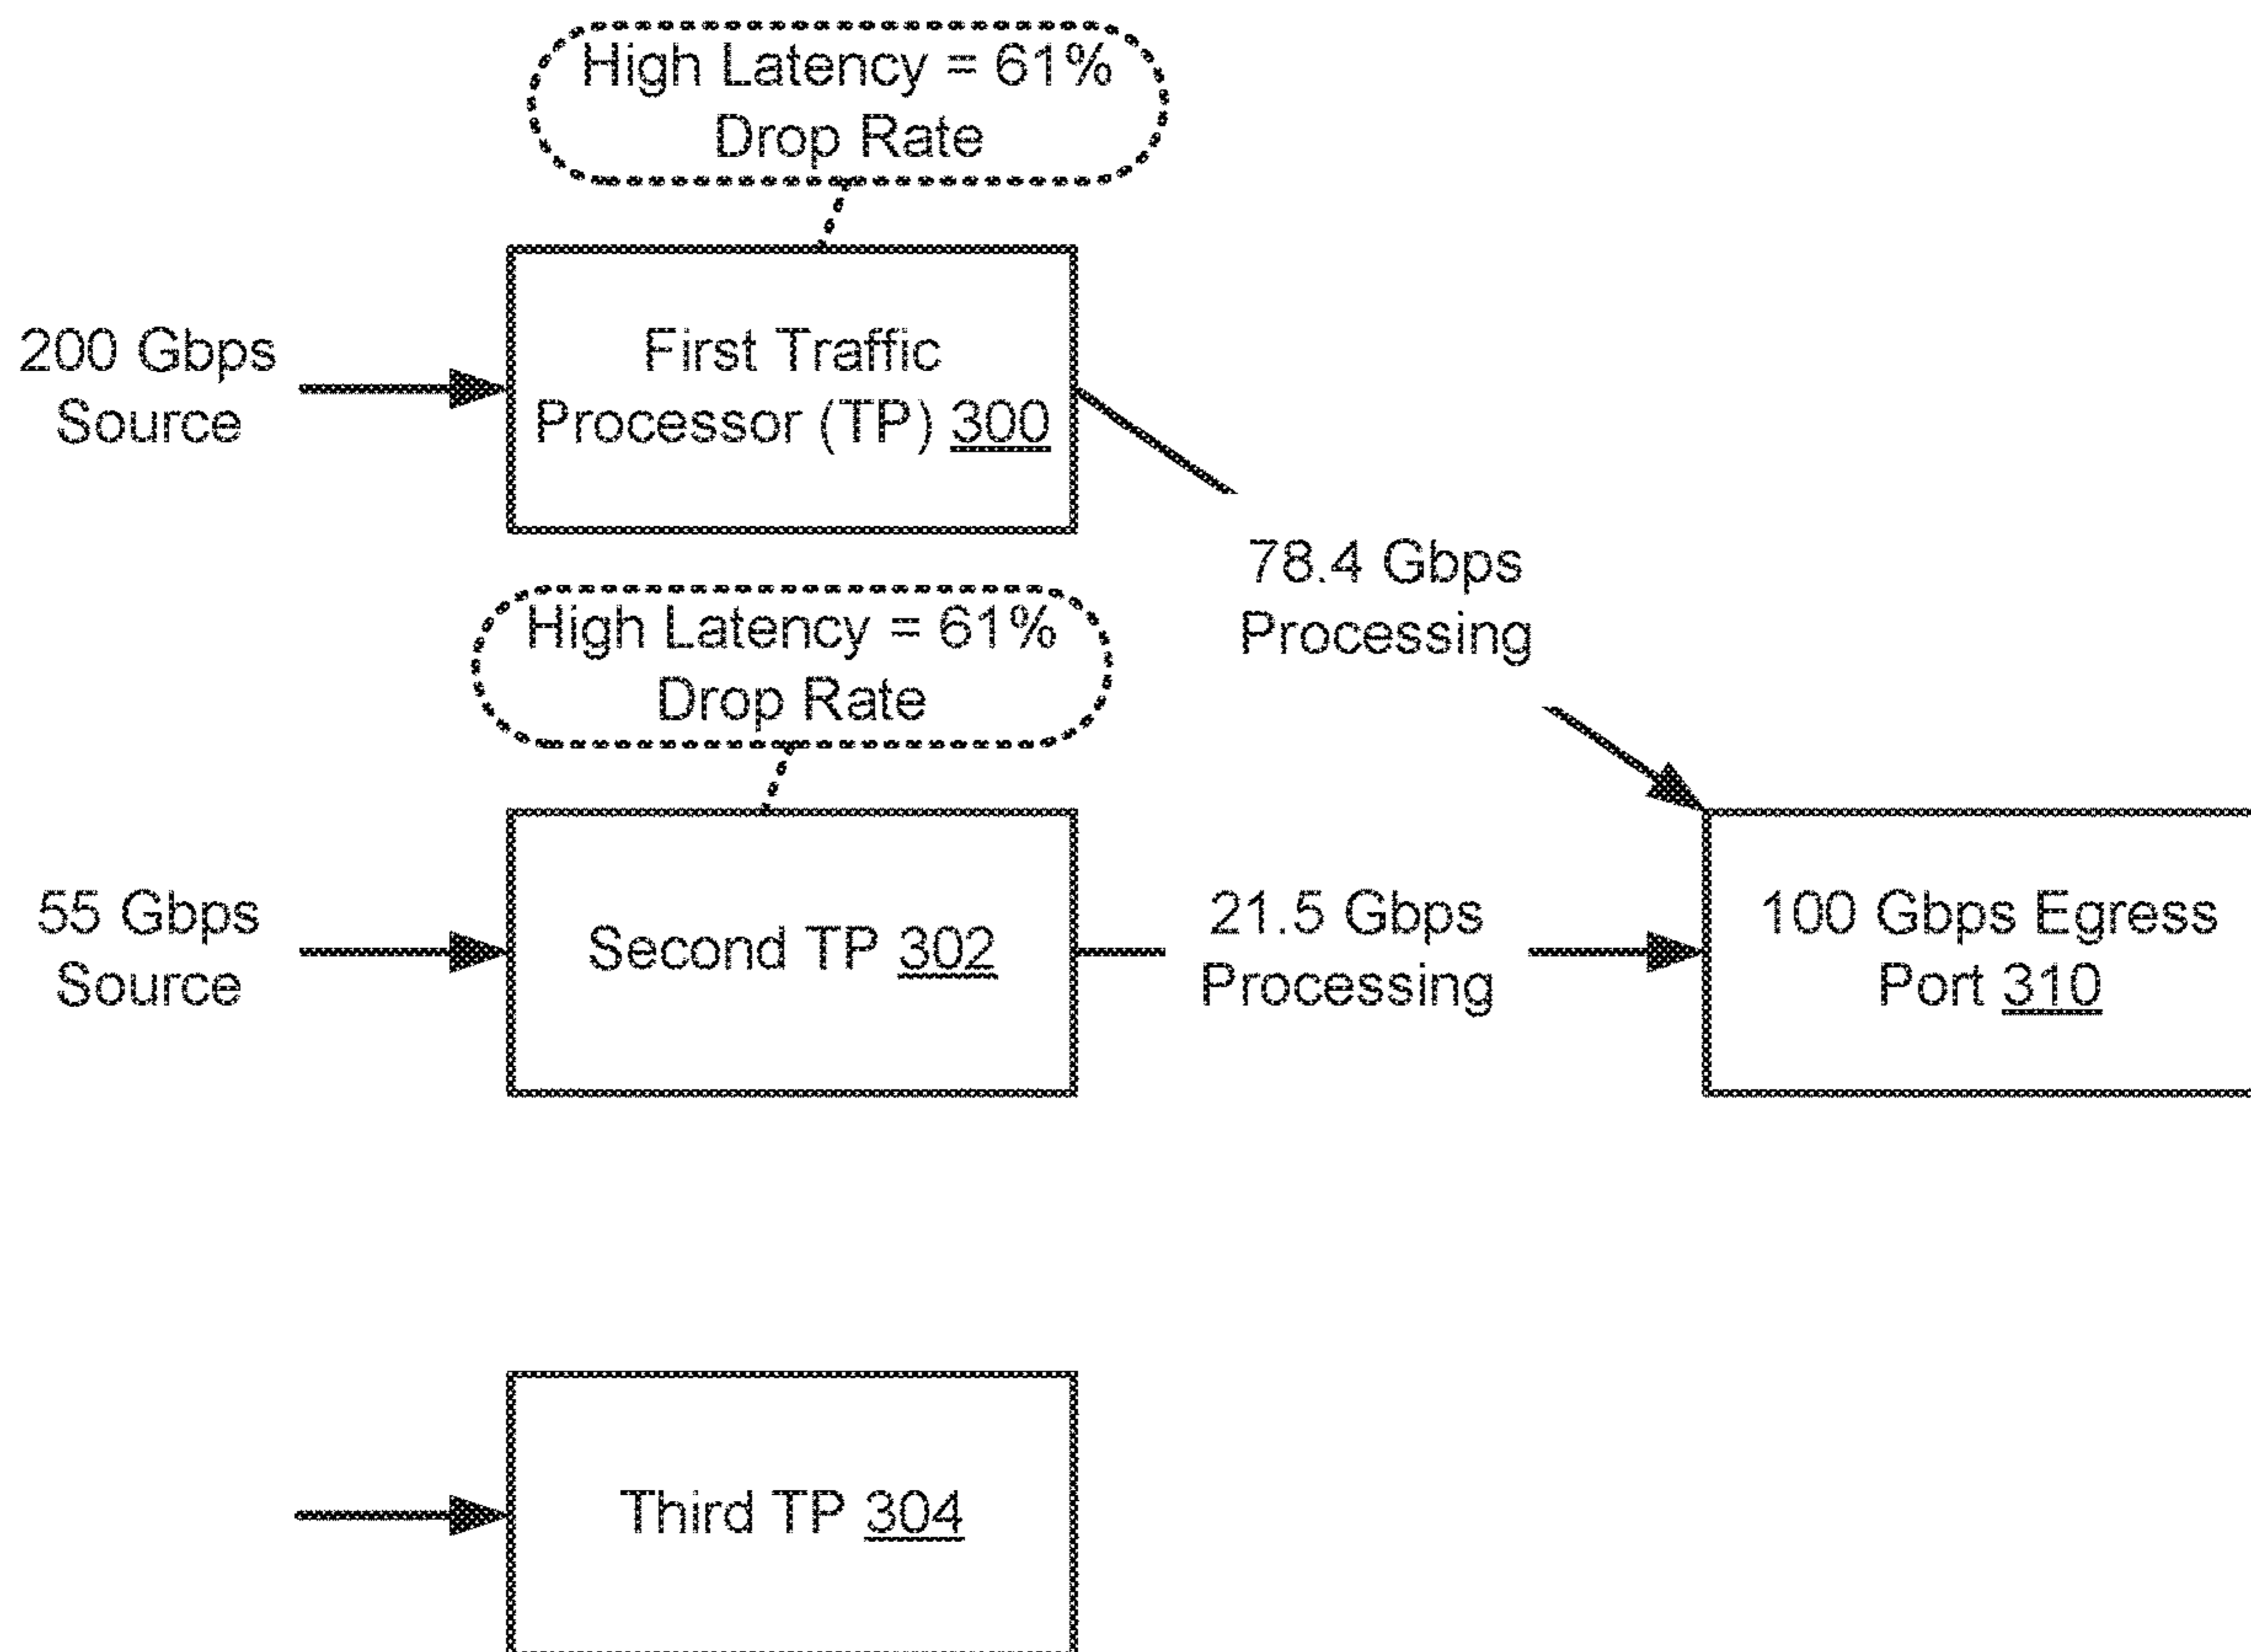 High Latency = 61%
Drop Rate
200 Gbps
Source
First Traffic
Processor (TP) 300
78.4 Gbps
Processing
High Latency = 61%
Drop Rate
55 Gbps
Source
Second TP 302
21.5 Gbps
Processing
100 Gbps Egress
Port 310
Third TP 304